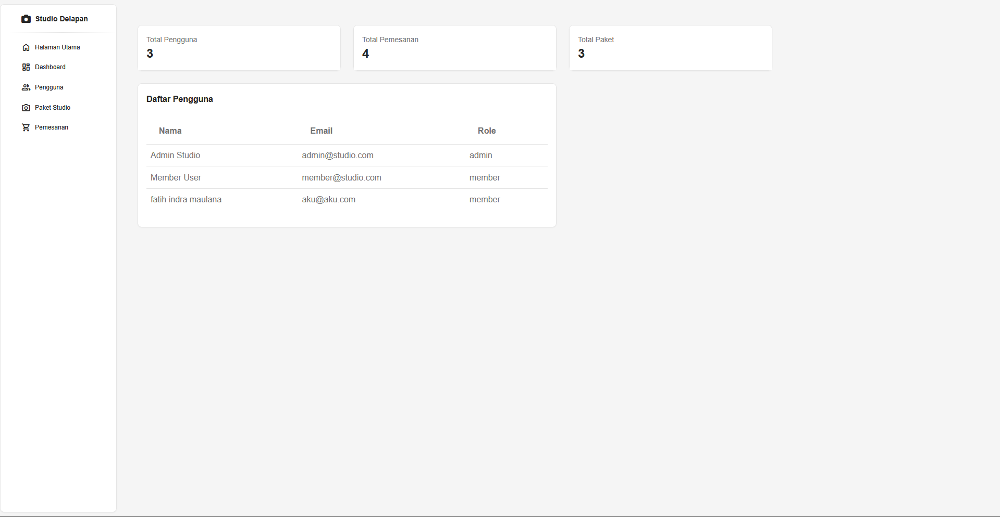 Studio Delapan
Halaman Utama
Dashboard
Pengguna
Paket Studio
Pemesanan
Total Pengguna
3
Total Pemesanan
4
Total Paket
3
Daftar Pengguna
Nama Email Role
Admin Studio admin@studio.com admin
Member User member@studio.com member
fatih indra maulana aku@aku.com member